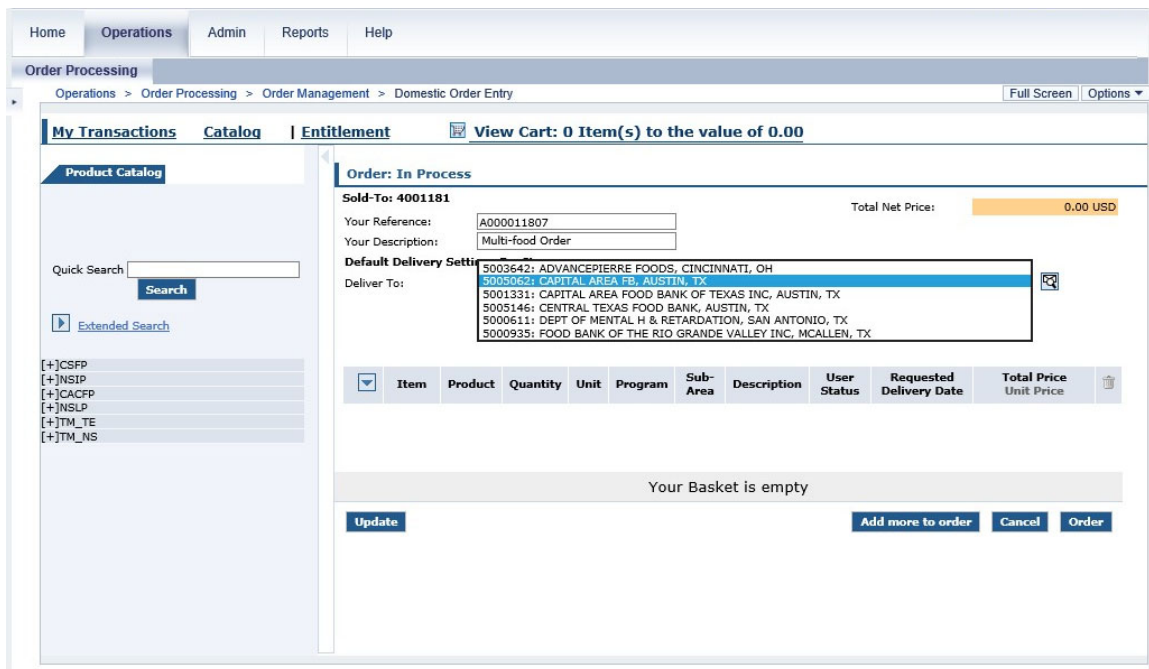 Home Operations Admin Reports Help
Order Processing
Operations > Order Processing > Order Management > Domestic Order Entry Full Screen Options
My Transactions Catalog | Entitlement View Cart: 0 Item(s) to the value of 0.00
Product Catalog
Quick Search
Search
Extended Search
[+]CSFP
[+]NSIP
[+]CACFP
[+]NSLP
[+]TM_TE
[+]TM_NS
Order: In Process
Sold-To: 4001181
Total Net Price: 0.00 USD
Your Reference: A000011807
Your Description: Multi-food Order
Default Delivery
Deliver To:
5003642: ADVANCEPIERRE FOODS, CINCINNATI, OH
5005062: CAPITAL AREA FB, AUSTIN, TX
5001331: CAPITAL AREA FOOD BANK OF TEXAS INC, AUSTIN, TX
5005146: CENTRAL TEXAS FOOD BANK, AUSTIN, TX
5000611: DEPT OF MENTAL H & RETARDATION, SAN ANTONIO, TX
5000935: FOOD BANK OF THE RIO GRANDE VALLEY INC, MCALLEN, TX
Item Product Quantity Unit Program Sub-Area Description User Status Requested Delivery Date Total Price Unit Price
Your Basket is empty
Update Add more to order Cancel Order